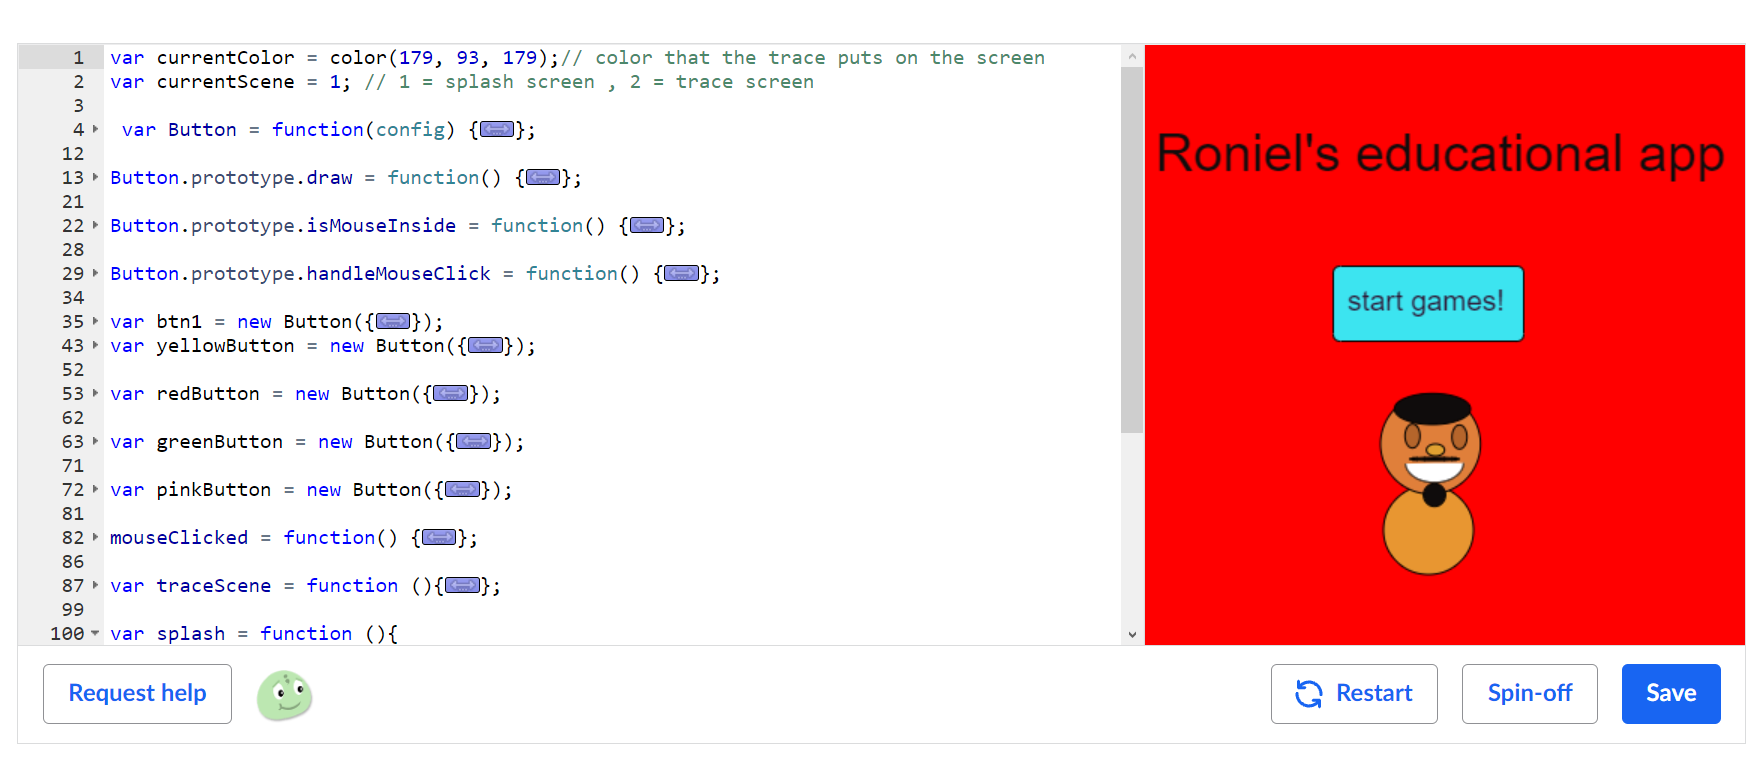 1 var currentColor = color(179, 93, 179);// color that the trace puts on the screen
2 var currentScene = 1; // 1 = splash screen , 2 = trace screen
3
4 var Button = function(config) {};
12
13 Button.prototype.draw = function() {};
21
22 Button.prototype.isMouseInside = function() {};
28
29 Button.prototype.handleMouseClick = function() {};
34
35 var btn1 = new Button({});
43 var yellowButton = new Button({});
52
53 var redButton = new Button({});
62
63 var greenButton = new Button({});
71
72 var pinkButton = new Button({});
81
82 mouseClicked = function() {};
86
87 var traceScene = function (){};
99
100 var splash = function (){
Roniel's educational app
start games!
Request help
Restart
Spin-off
Save